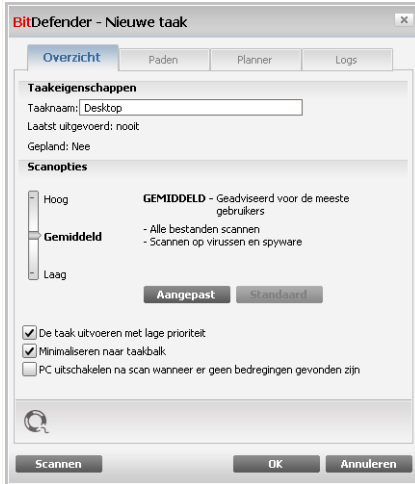 BitDefender - Nieuwe taak
Overzicht Paden Planner Logs
Taakeigenschappen
Taaknaam: Desktop
Laatst uitgevoerd: nooit
Gepland: Nee
Scanopties
Hoog
Gemiddeld
Laag
GEMIDDELD - Geadviseerd voor de meeste
gebruikers
- Alle bestanden scannen
- Scannen op virussen en spyware
Aangepast Standaard
De taak uitvoeren met lage prioriteit
Minimaliseren naar taakbalk
PC uitschakelen na scan wanneer er geen bedregingen gevonden zijn
Scannen OK Annuleren